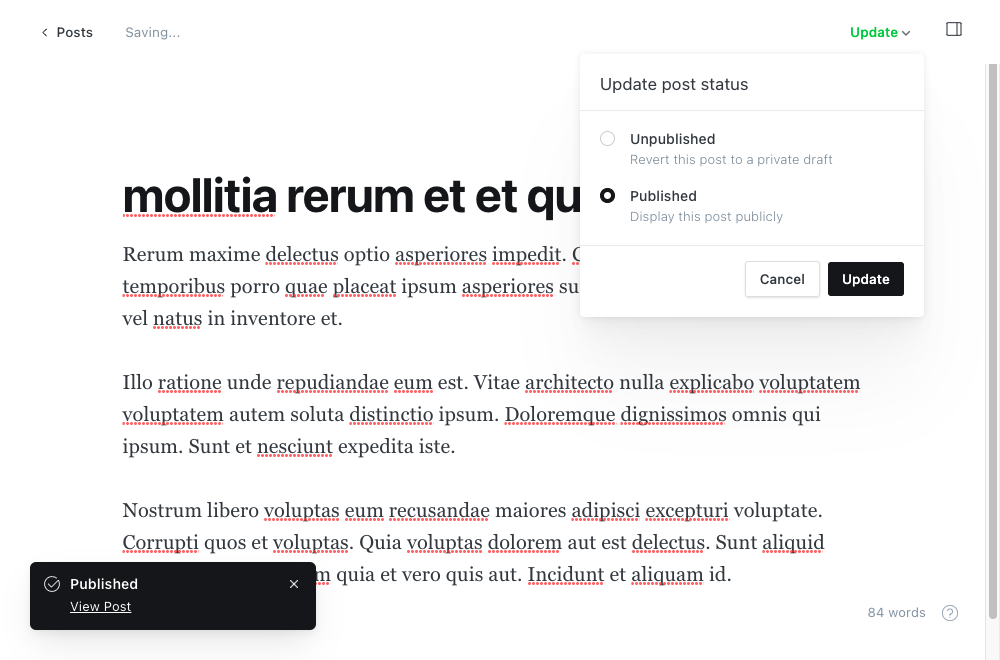 Posts
Saving...
Update
Update post status
Unpublished
Revert this post to a private draft
Published
Display this post publicly
Cancel
Update
mollitia rerum et et qu
Rerum maxime delectus optio asperiores impedit.
temporibus porro quae placeat ipsum asperiores su
vel natus in inventore et.
Illo ratione unde repudiandae eum est. Vitae architecto nulla explicabo voluptatem
voluptatem autem soluta distinctio ipsum. Doloremque dignissimos omnis qui
ipsum. Sunt et nesciunt expedita iste.
Nostrum libero voluptas eum recusandae maiores adipisci excepturi voluptate.
Corrupti quos et voluptas. Quia voluptas dolorem aut est delectus. Sunt aliquid
quia et vero quis aut. Incidunt et aliquam id.
Published
View Post
84 words